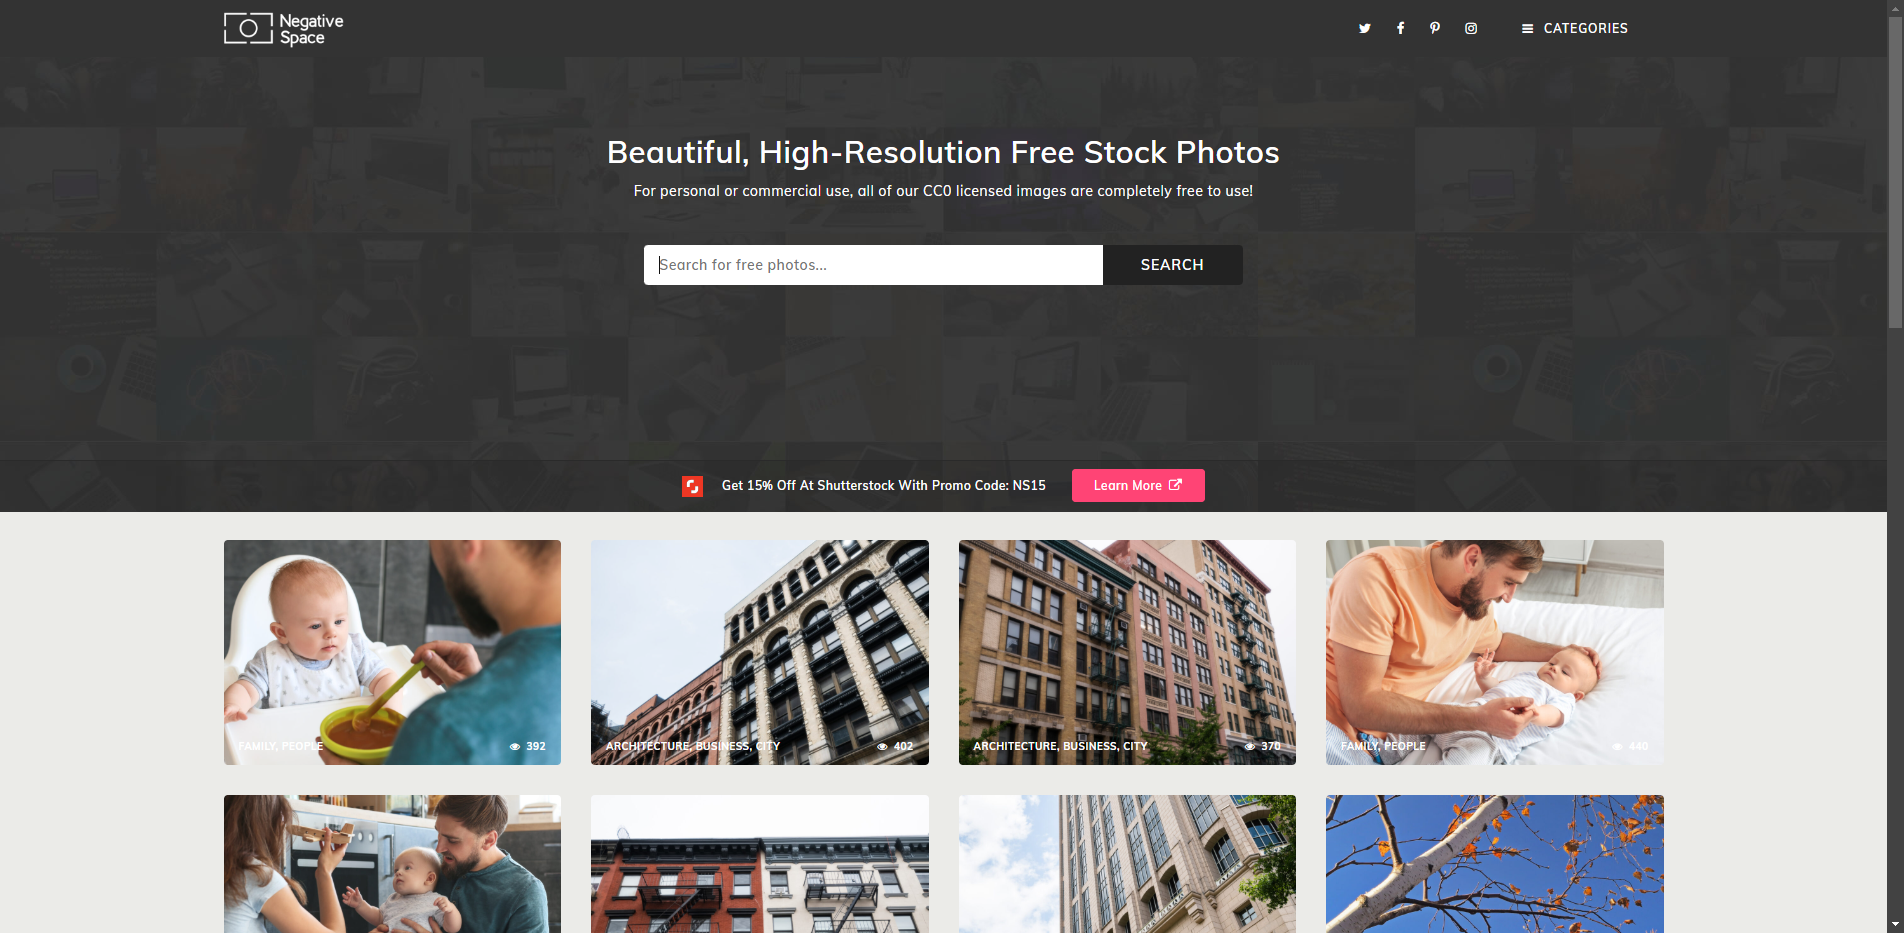 Negative
Space
CATEGORIES
Beautiful, High-Resolution Free Stock Photos
For personal or commercial use, all of our CC0 licensed images are completely free to use!
Search for free photos...
SEARCH
Get 15% Off At Shutterstock With Promo Code: NS15
Learn More
FAMILY, PEOPLE
392
ARCHITECTURE, BUSINESS, CITY
402
ARCHITECTURE, BUSINESS, CITY
370
FAMILY, PEOPLE
440